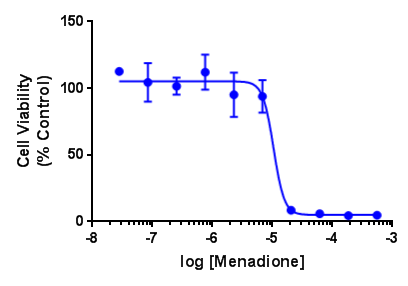 150
100
50
0
Cell Viability
(% Control)
-8 -7 -6 -5 -4 -3
log [Menadione]